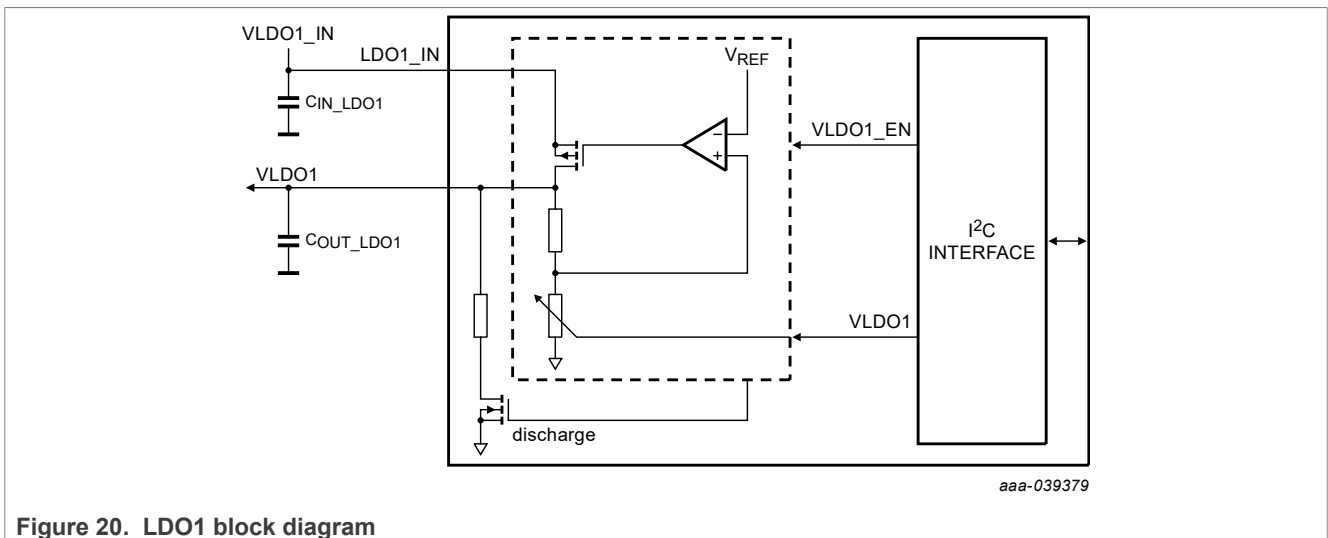 VLDO1_IN
LDO1_IN
VREF
CIN_LDO1
−
+
VLDO1_EN
VLDO1
COUT_LDO1
I2C
INTERFACE
VLDO1
discharge
aaa-039379
Figure 20. LDO1 block diagram